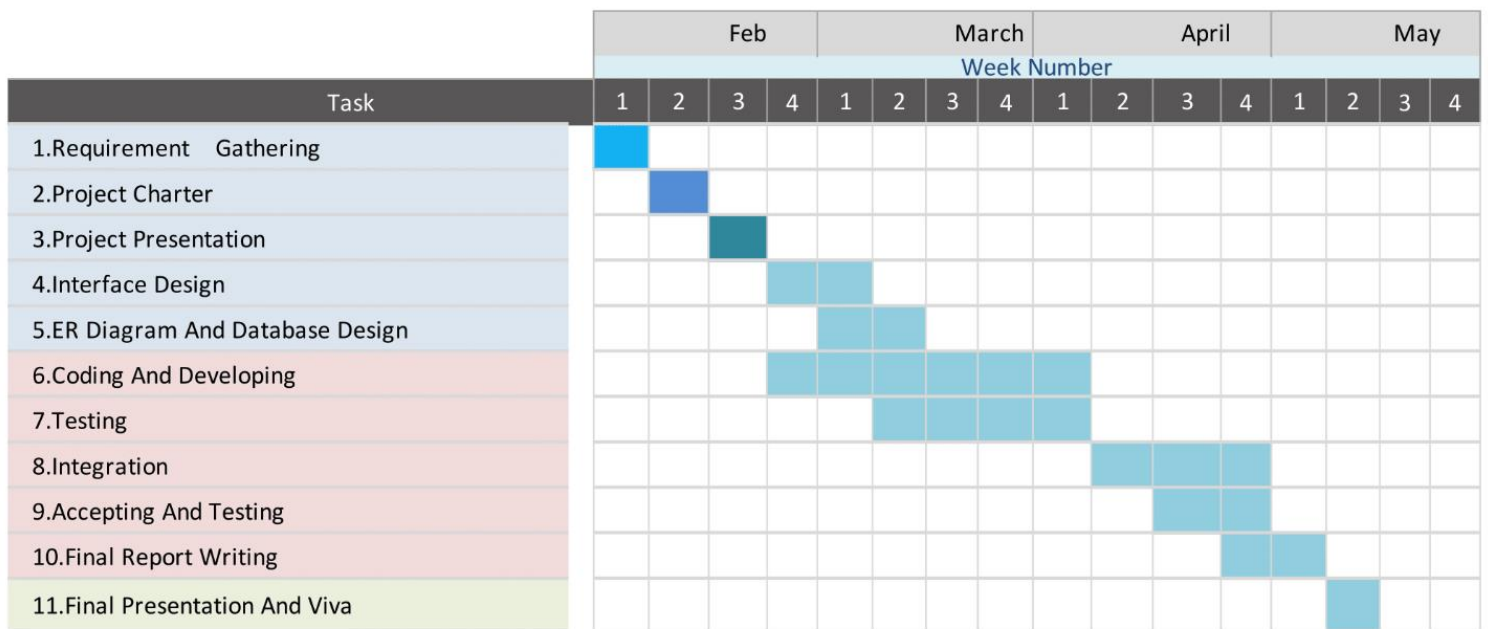 Feb March April May
Week Number
Task 1 2 3 4 1 2 3 4 1 2 3 4 1 2 3 4
1.Requirement Gathering
2.Project Charter
3.Project Presentation
4.Interface Design
5.ER Diagram And Database Design
6.Coding And Developing
7.Testing
8.Integration
9.Accepting And Testing
10.Final Report Writing
11.Final Presentation And Viva